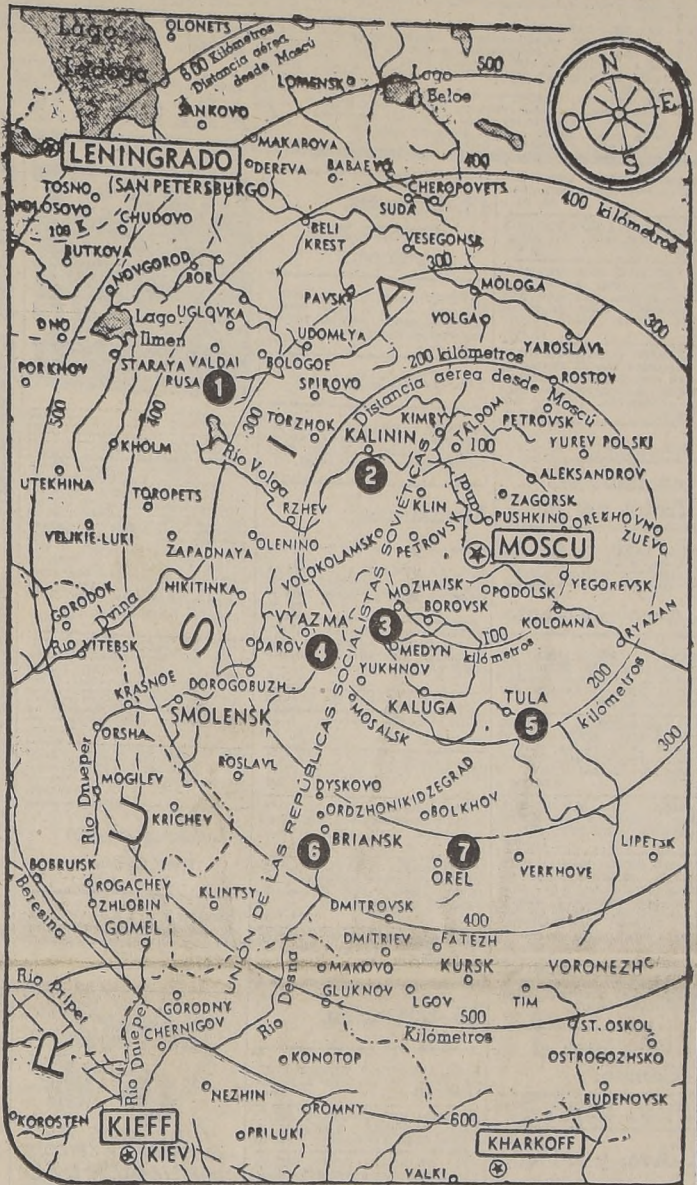 Lago
Ladoga
OLONETS
600 Kilómetros
Distancia aérea
desde Moscú
LOMENSK
Lago
Beloe
500
N
E
S
O
SANKOVO
MAKAROVA
LENINGRADO
(SAN PETERSBURGO)
DEREVA
BABAEVO
400
CHEROPOVETS
SUDA
400 kilómetros
TOSNO
VOLOSOVO
100 K
CHUDOVO
BUTKOVA
BELI
KREST
VESEGONSK
300
NOVGOROD
BOR
PAVSK
A
MOLOGA
300
Lago
Ilmen
UGLOVKA
VOLGA
DNO
UDOMLYA
YAROSLAVL
PORKHOV
STARAYA
RUSA
VALDAI
BOLOGOE
200 kilómetros
Distancia aérea desde Moscú
ROSTOV
1
SPIROVO
500
400
300
I
TORZHOK
KIMBY
TALDOM
100
PETROVSK
KALININ
YUREV POLSKI
KHOLM
Rio Volga
2
ALEKSANDROV
UTEKHINA
TOROPETS
RZHEV
KLIN
Canal
ZAGORSK
PUSHKINO
OREKHOVNO
ZUEVO
VELIKIE-LUKI
ZAPADNAYA
OLENINO
VOLOKOLAMSK
PETROVSK
MOSCU
NIKITINKA
MOZHAISK
PODOLSK
YEGOREVSK
GORODOK
Rio Dvina
VITEBSK
S
VYAZMA
3
BOROVSK
KOLOMNA
RYAZAN
DAROV
4
MEDYN
100
kilómetros
YUKHNOV
KRASNOE
DOROGOBUZH
200
kilómetros
SMOLENSK
MOSALSK
KALUGA
TULA
5
ORSHA
300
Rio Dnieper
ROSLAVL
MOGILEV
DYSKOVO
U
KRICHEV
ORDZHONIKIDZEGRAD
BOLKHOV
6
BRIANSK
7
OREL
VERKHOVE
LIPETSK
BOBRUISK
Beresina
ROGACHEV
ZHLOBIN
KLINTSY
UNIÓN DE LAS REPÚBLICAS SOCIALISTAS SOVIÉTICAS
DMITROVSK
400
GOMEL
DMITRIEV
FATEZH
MAKOVO
KURSK
VORONEZH
Rio Pripet
Rio Desna
GLUKNOV
LGOV
TIM
GORODNY
500
Kilómetros
ST. OSKOL
R
Rio Dnieper
CHERNIGOV
KONOTOP
OSTROGOZHSKO
NEZHIN
BUDENOVSK
KOROSTEN
ROMNY
600
KIEFF
(KIEV)
PRILUKI
KHARKOFF
VALKI